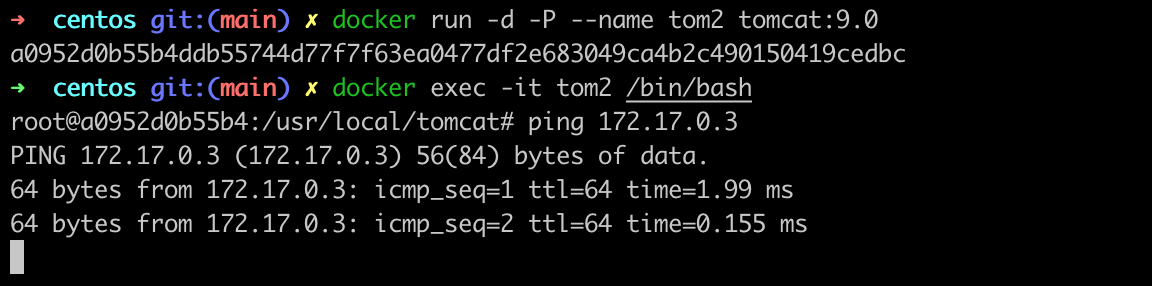 ➜  centos git:(main) ✗ docker run -d -P --name tom2 tomcat:9.0
a0952d0b55b4ddb55744d77f7f63ea0477df2e683049ca4b2c490150419cedbc
➜  centos git:(main) ✗ docker exec -it tom2 /bin/bash
root@a0952d0b55b4:/usr/local/tomcat# ping 172.17.0.3
PING 172.17.0.3 (172.17.0.3) 56(84) bytes of data.
64 bytes from 172.17.0.3: icmp_seq=1 ttl=64 time=1.99 ms
64 bytes from 172.17.0.3: icmp_seq=2 ttl=64 time=0.155 ms